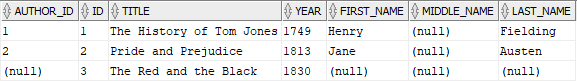 AUTHOR_ID ID TITLE YEAR FIRST_NAME MIDDLE_NAME LAST_NAME
1 1 The History of Tom Jones 1749 Henry (null) Fielding
2 2 Pride and Prejudice 1813 Jane (null) Austen
(null) 3 The Red and the Black 1830 (null) (null) (null)